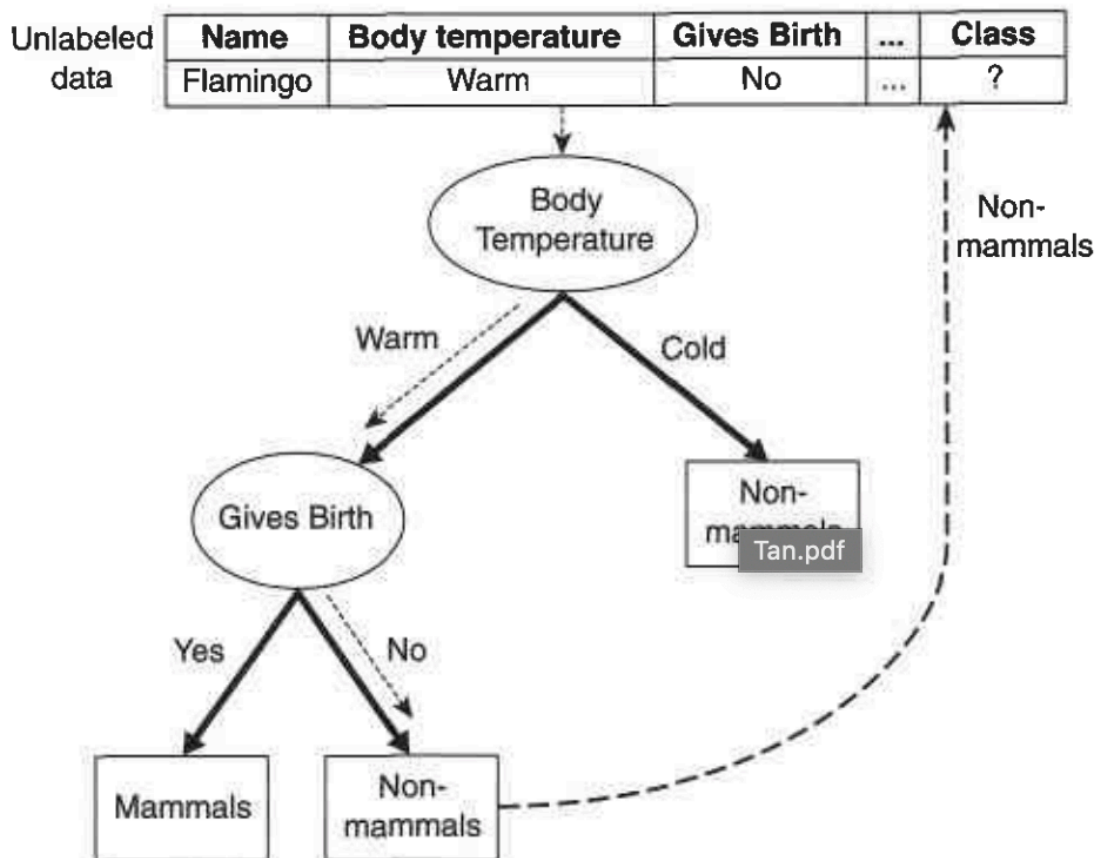 Unlabeled data
Name Body temperature Gives Birth ... Class
Flamingo Warm No ... ?
Body
Temperature
Non-
mammals
Warm
Cold
Gives Birth
Non-
mammals
Tan.pdf
Yes
No
Mammals
Non-
mammals